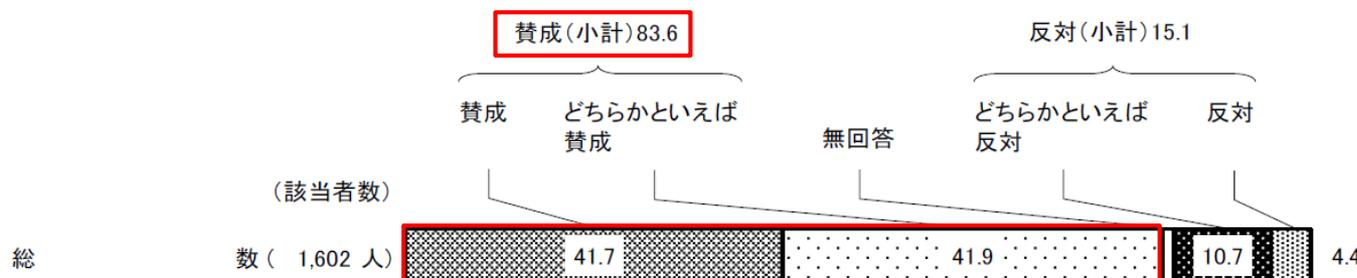 賛成(小計)83.6
反対(小計)15.1
賛成
どちらかといえば
賛成
無回答
どちらかといえば
反対
反対
(該当者数)
総 数( 1,602 人) 41.7 41.9 10.7 4.4